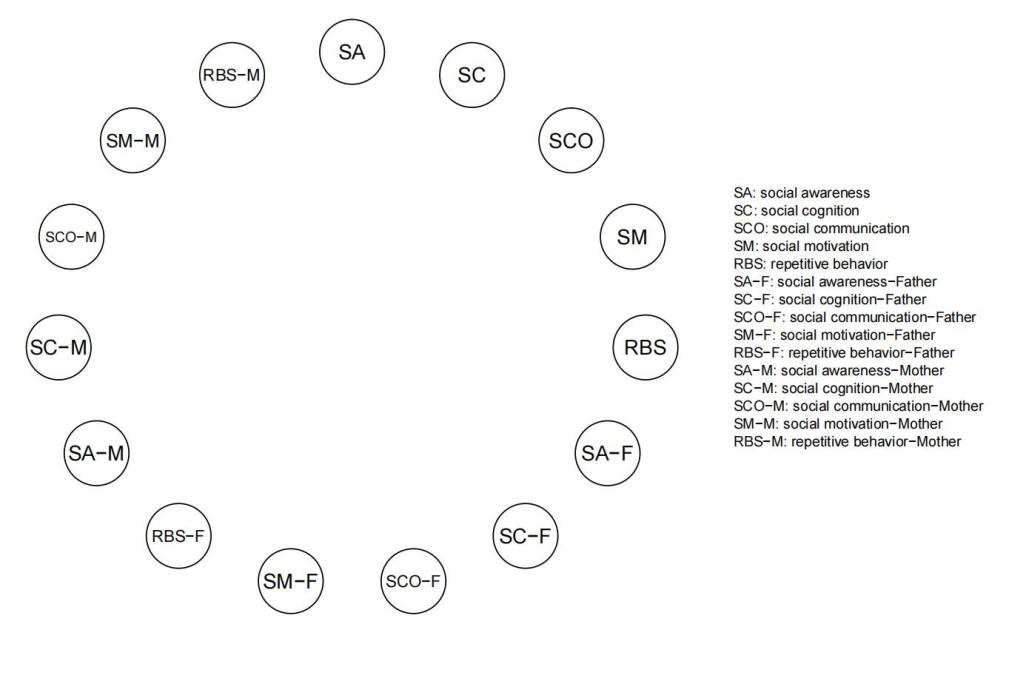 SA
SC
RBS−M
SCO
SM−M
SM
SCO−M
RBS
SC−M
SA−F
SA−M
SC−F
RBS−F
SCO−F
SM−F
SA: social awareness
SC: social cognition
SCO: social communication
SM: social motivation
RBS: repetitive behavior
SA−F: social awareness−Father
SC−F: social cognition−Father
SCO−F: social communication−Father
SM−F: social motivation−Father
RBS−F: repetitive behavior−Father
SA−M: social awareness−Mother
SC−M: social cognition−Mother
SCO−M: social communication−Mother
SM−M: social motivation−Mother
RBS−M: repetitive behavior−Mother